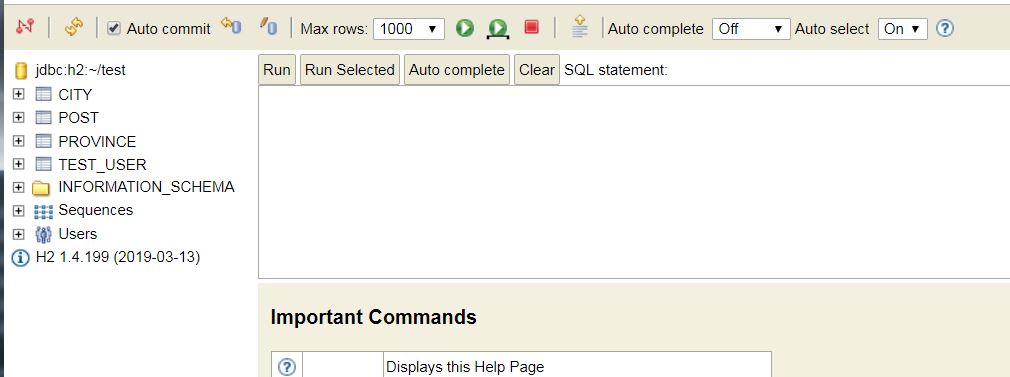 Auto commit Max rows: 1000 Auto complete Off Auto select On
jdbc:h2:~/test
CITY
POST
PROVINCE
TEST_USER
INFORMATION_SCHEMA
Sequences
Users
H2 1.4.199 (2019-03-13)
Run Run Selected Auto complete Clear SQL statement:
Important Commands
Displays this Help Page